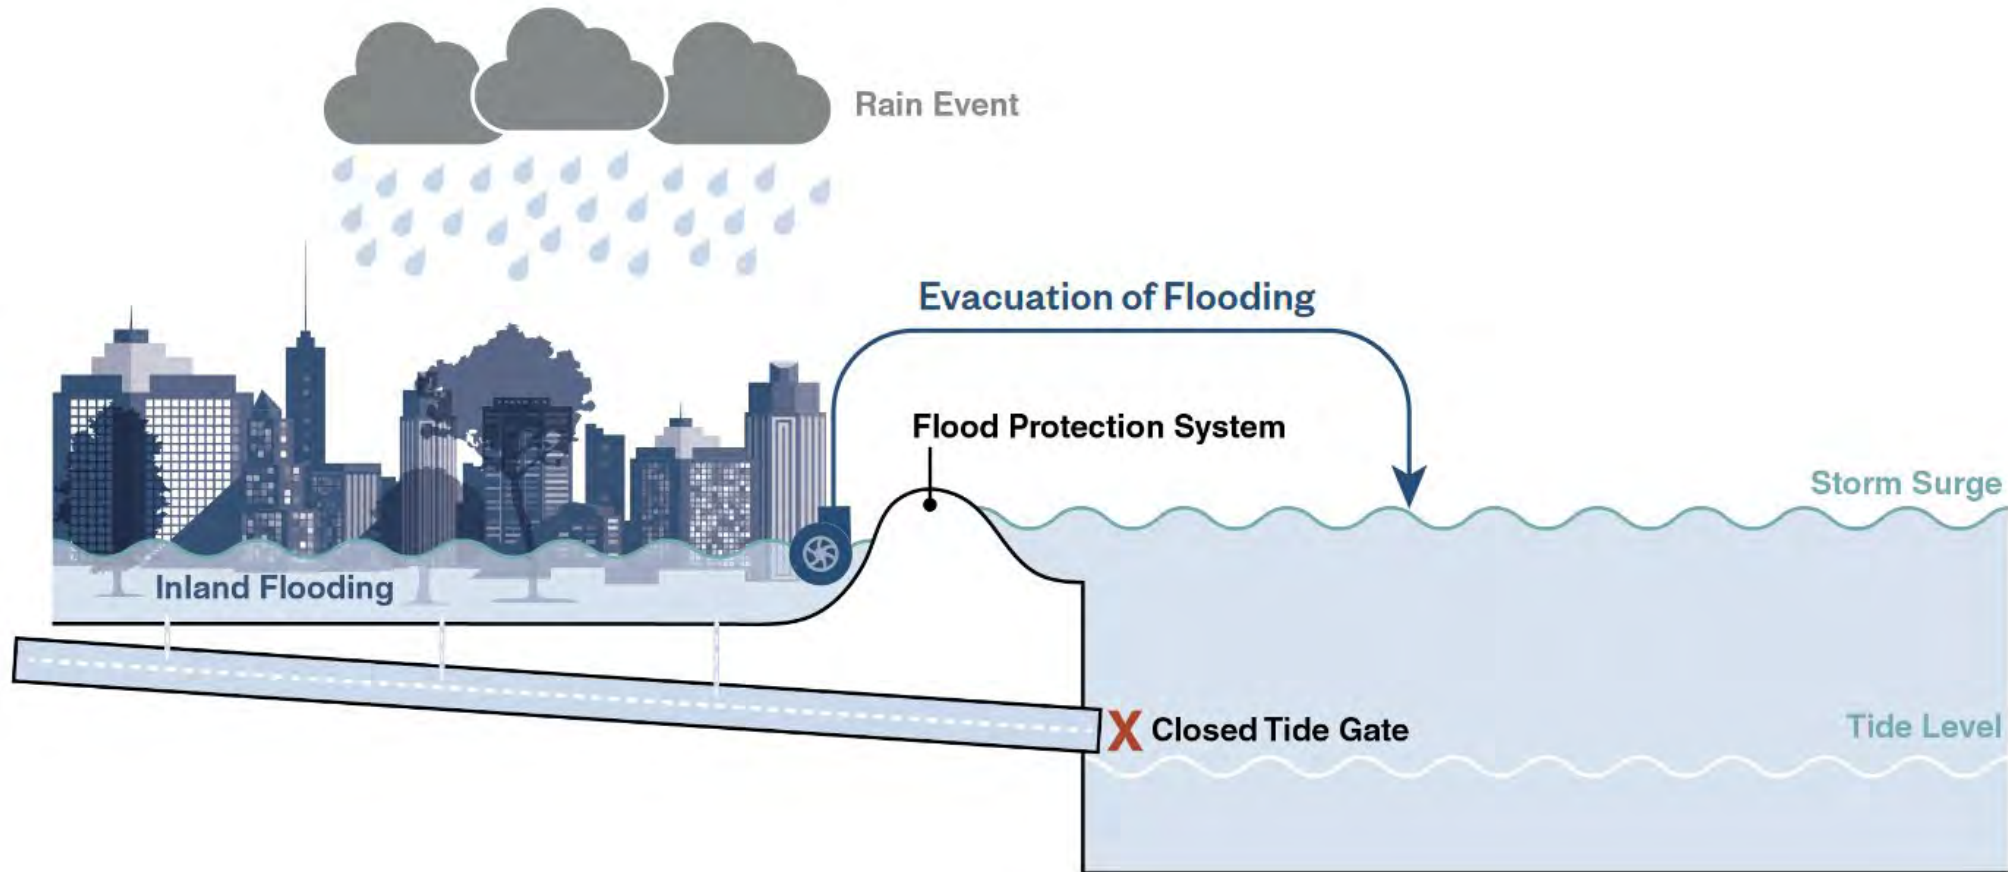 Rain Event
Evacuation of Flooding
Flood Protection System
Storm Surge
Inland Flooding
X Closed Tide Gate
Tide Level